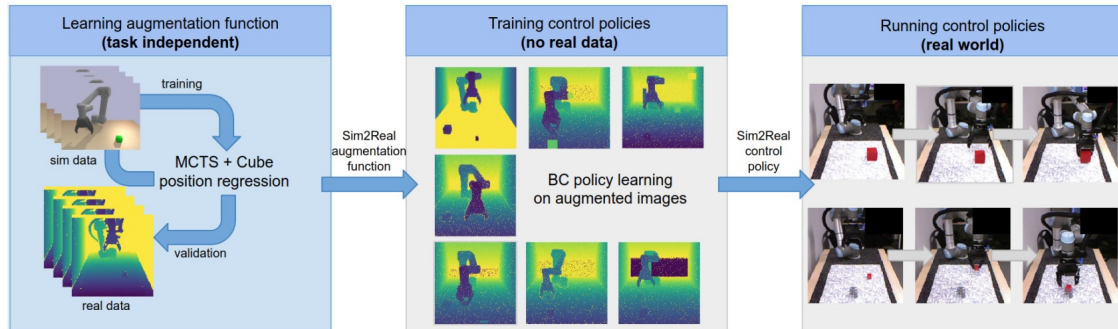 Learning augmentation function
(task independent)
training
sim data
MCTS + Cube
position regression
validation
real data
Sim2Real
augmentation
function
Training control policies
(no real data)
BC policy learning
on augmented images
Sim2Real
control
policy
Running control policies
(real world)